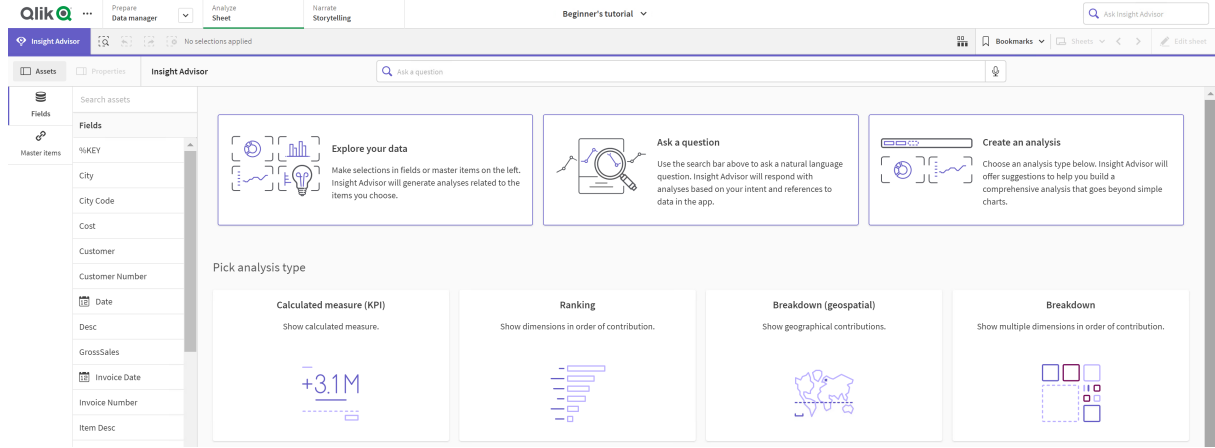 Qlik
Prepare
Data manager
Analyze
Sheet
Narrate
Storytelling
Beginner's tutorial
Ask Insight Advisor
Insight Advisor
No selections applied
Bookmarks
Sheets
Edit sheet
Assets
Properties
Insight Advisor
Ask a question
Fields
Master items
Search assets
Fields
%KEY
City
City Code
Cost
Customer
Customer Number
Date
Desc
GrossSales
Invoice Date
Invoice Number
Item Desc
Explore your data
Make selections in fields or master items on the left.
Insight Advisor will generate analyses related to the
items you choose.
Ask a question
Use the search bar above to ask a natural language
question. Insight Advisor will respond with
analyses based on your intent and references to
data in the app.
Create an analysis
Choose an analysis type below. Insight Advisor will
offer suggestions to help you build a
comprehensive analysis that goes beyond simple
charts.
Pick analysis type
Calculated measure (KPI)
Show calculated measure.
+3.1M
Ranking
Show dimensions in order of contribution.
Breakdown (geospatial)
Show geographical contributions.
Breakdown
Show multiple dimensions in order of contribution.